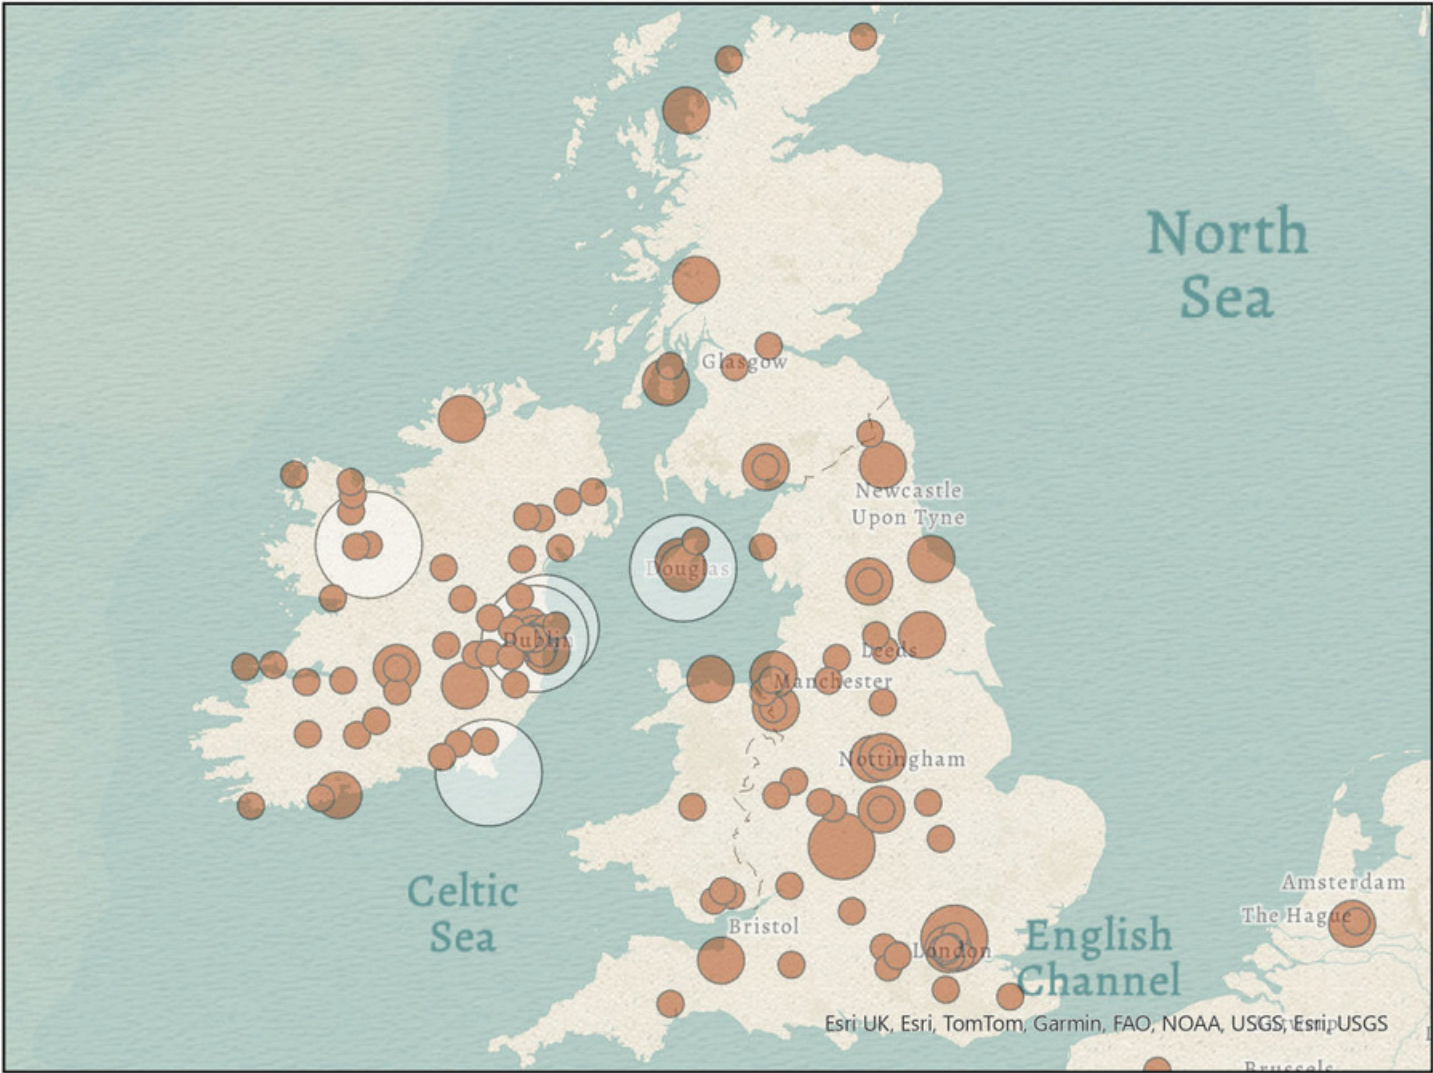 North
Sea
Glasgow
Newcastle
Upon Tyne
Douglas
Dublin
Leeds
Manchester
Nottingham
Celtic
Sea
Amsterdam
The Hague
Bristol
London
English
Channel
Esri UK, Esri, TomTom, Garmin, FAO, NOAA, USGS, Esri, USGS
Brussels